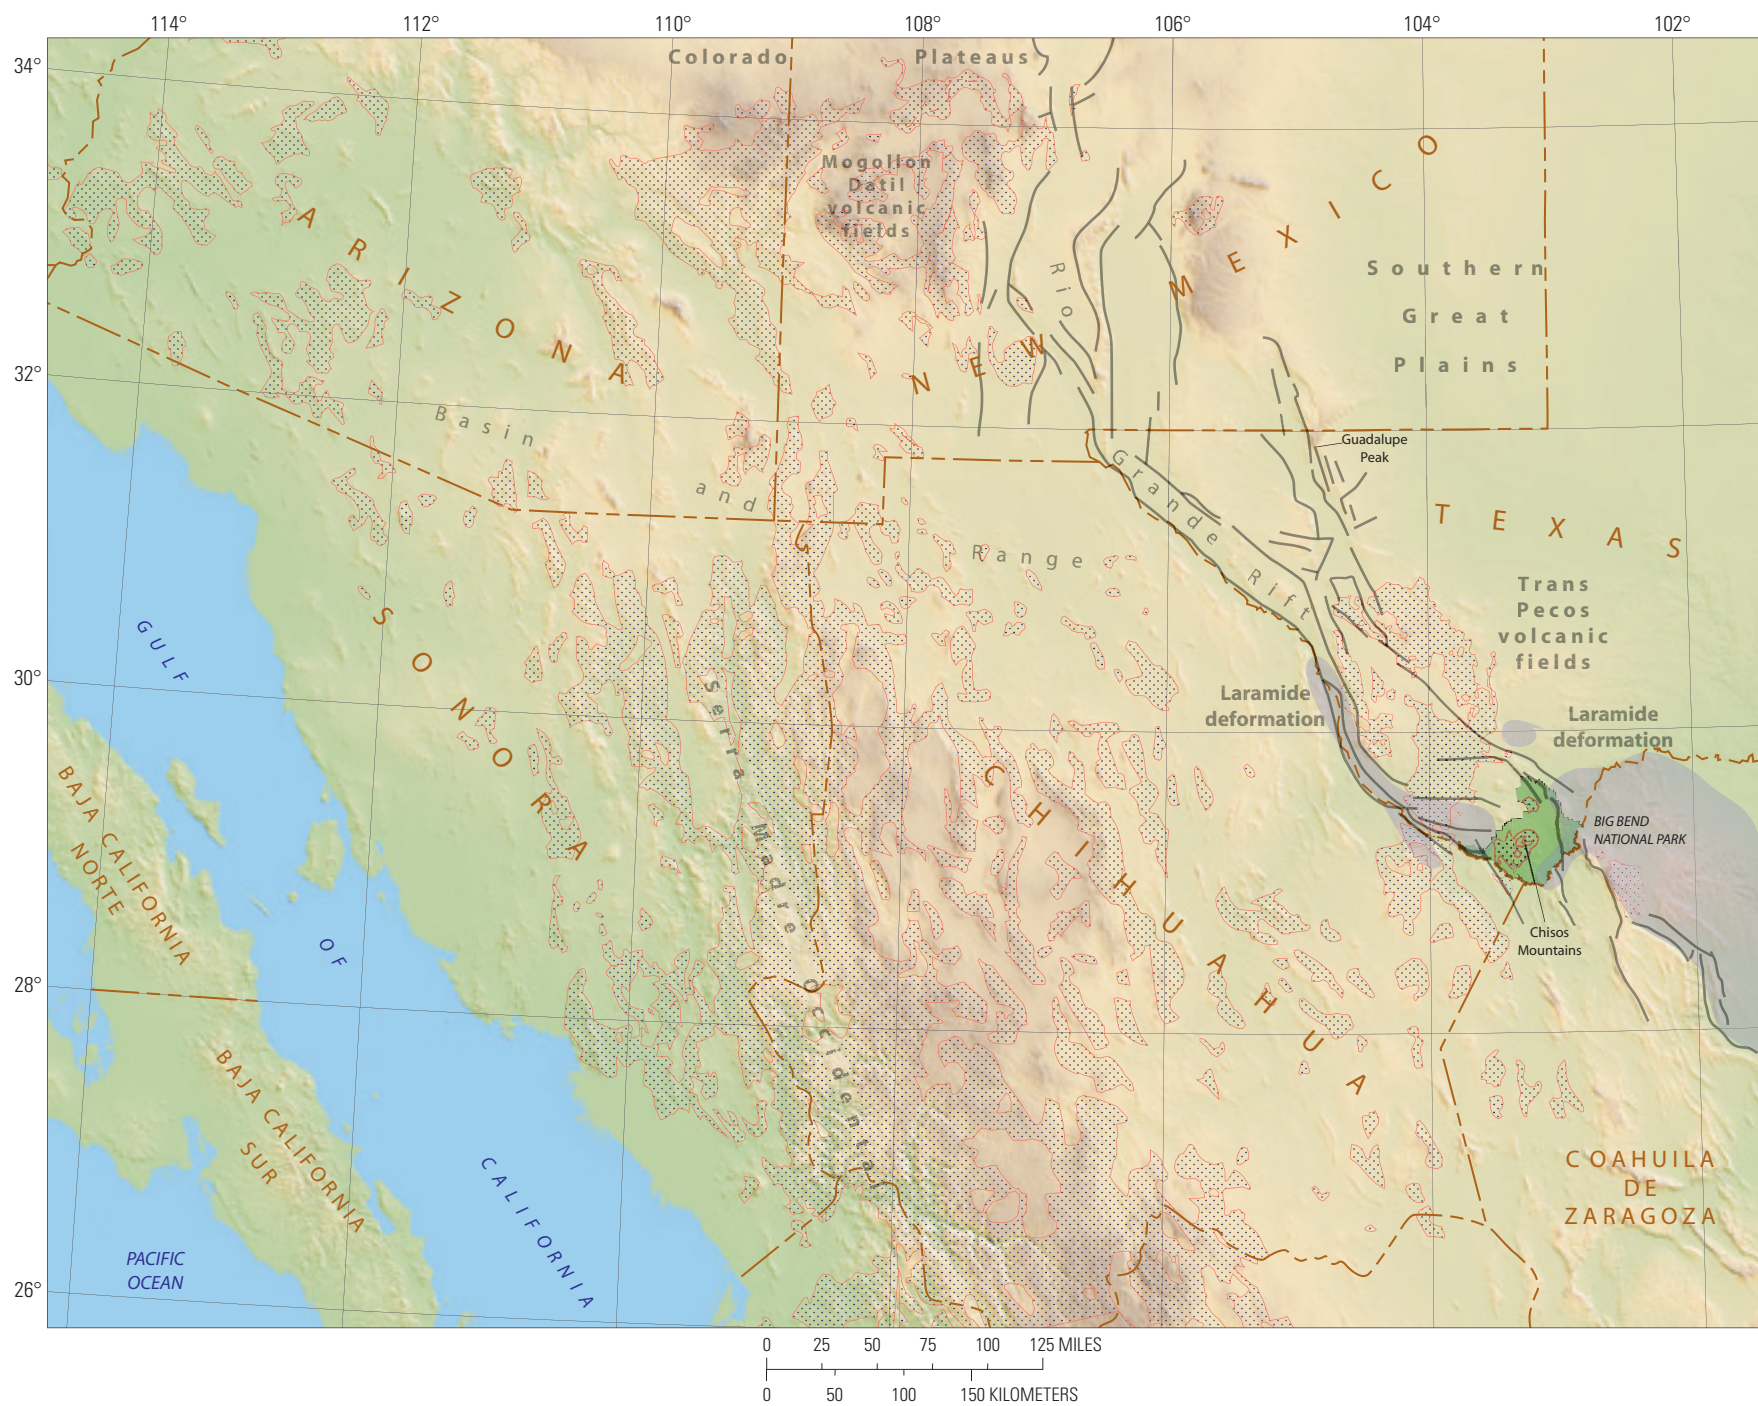 114°
112°
110°
108°
106°
104°
102°
34°
32°
30°
28°
26°
Colorado Plateaus
Mogollon
Datil
volcanic
fields
ARIZONA
NEW MEXICO
Southern
Great
Plains
Rio Grande Rift
Basin and Range
Guadalupe
Peak
TEXAS
Trans
Pecos
volcanic
fields
Laramide
deformation
Laramide
deformation
SONORA
CHIHUAHUA
Sierra Madre Occidental
GULF OF CALIFORNIA
BAJA CALIFORNIA
NORTE
BAJA CALIFORNIA
SUR
BIG BEND
NATIONAL PARK
Chisos
Mountains
COAHUILA
DE
ZARAGOZA
PACIFIC
OCEAN
0 25 50 75 100 125 MILES
0 50 100 150 KILOMETERS